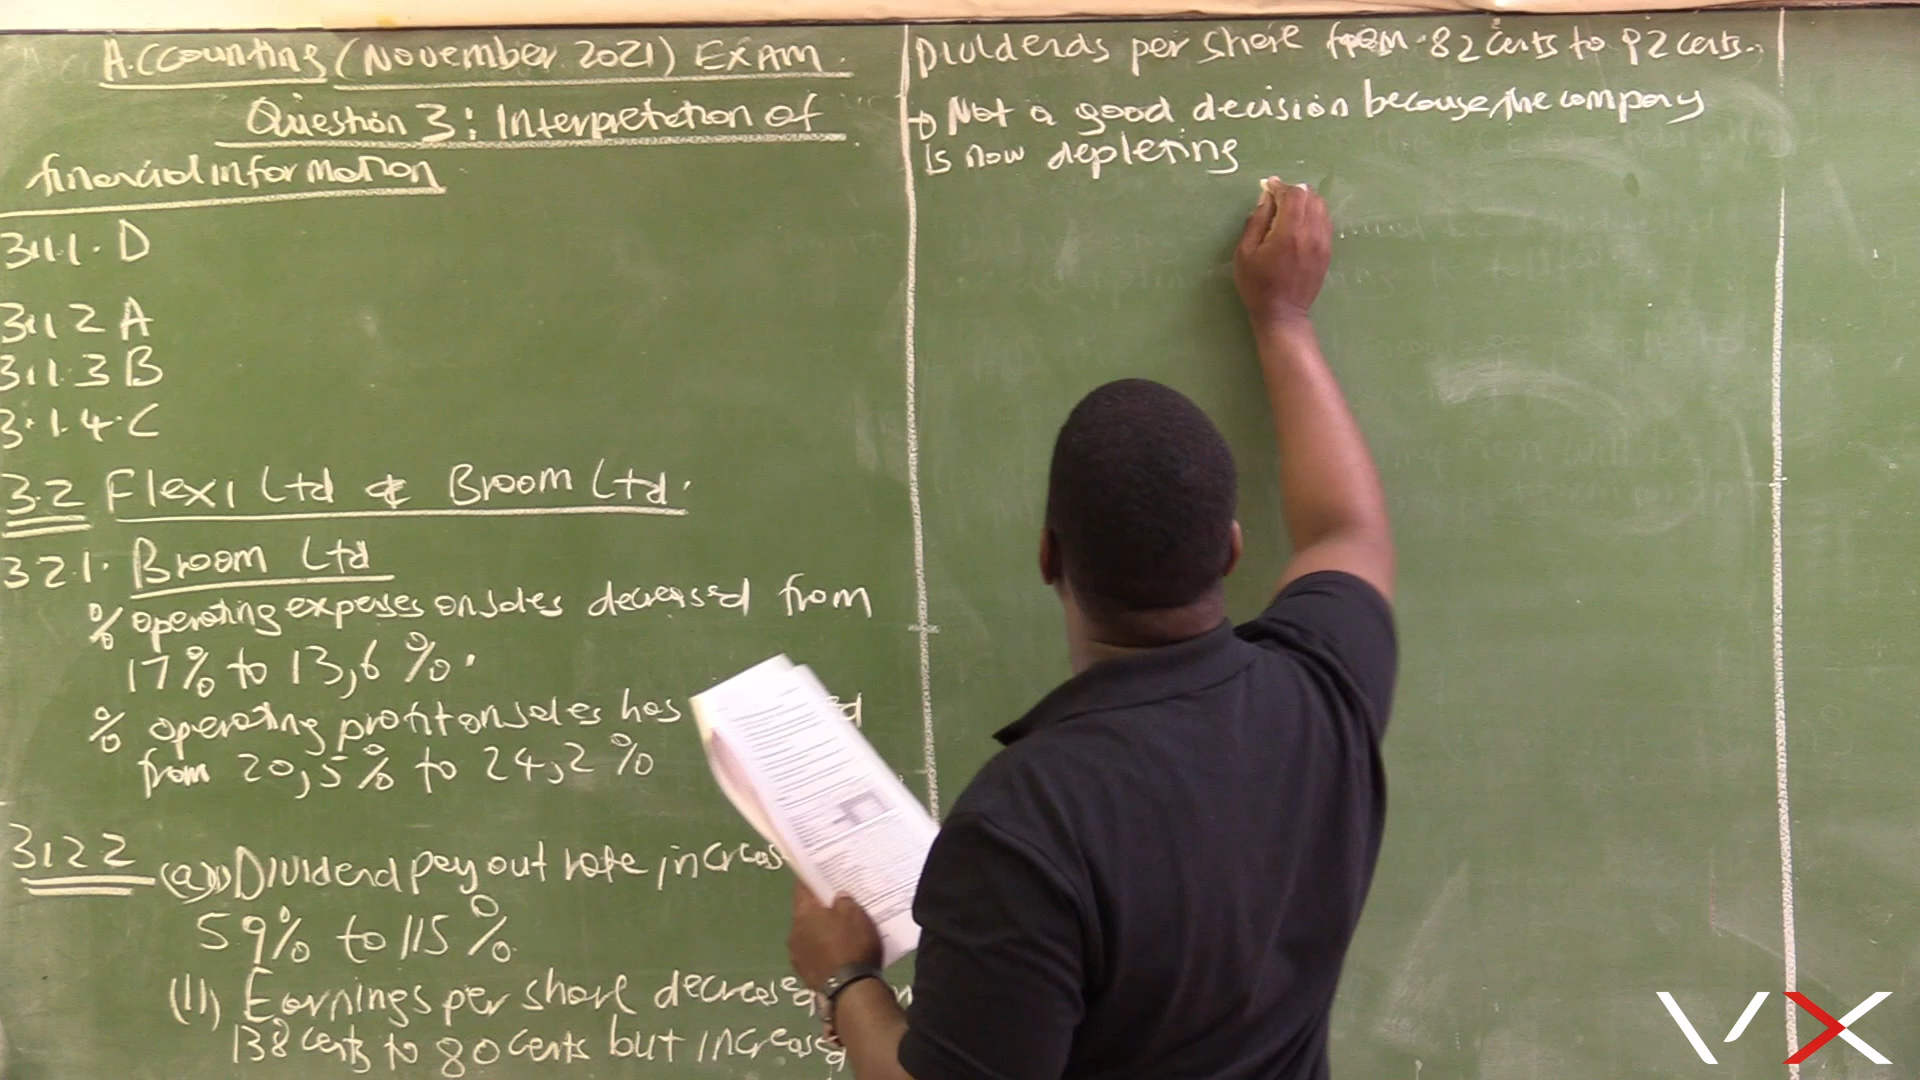 Accounting (November 2021) EXAM.
Question 3: Interpretation of
financial information
3.1.1. D
3.1.2 A
3.1.3 B
3.1.4. C
3.2 Flexi Ltd & Broom Ltd.
3.2.1. Broom Ltd
% operating expenses on sales decreased from
17% to 13,6%.
% operating profit on sales has
from 20,5% to 24,2%
3.2.2 (a)(i) Dividend pay out rate increas
59% to 115%.
(II) Earnings per share decreased
138 cents to 80 cents but increased
Dividends per share from 82 cents to 92 cents.
Not a good decision because the company
is now depleting
VX